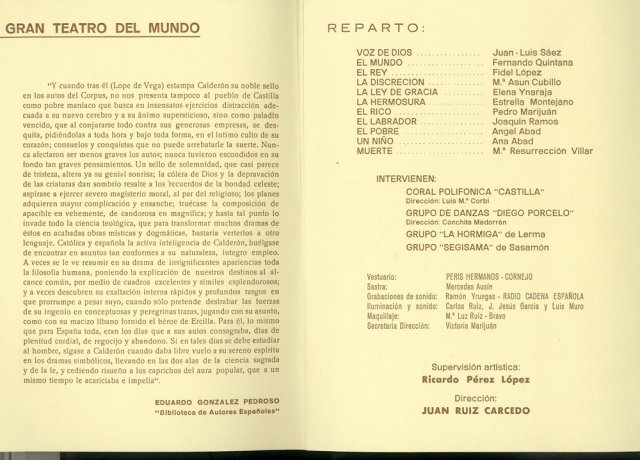 GRAN TEATRO DEL MUNDO
"Y cuando tras él (Lope de Vega) estampa Calderón su noble sello
en los autos del Corpus, no nos presenta tampoco al pueblo de Castilla
como pobre maniaco que busca en insensatos ejercicios distracción ade-
cuada a su nuevo cerebro y a su ánimo supersticioso, sino como paladín
vencido, que al conjurarse todo contra sus generosas empresas, se des-
quita, pidiéndolas a toda hora y bajo toda forma, en el íntimo culto de su
corazón; consuelos y conquistas que no puede arrebatarle la suerte. Nun-
ca afectaron ser menos graves los autos; nunca tuvieron escondidos en su
fondo tan graves pensamientos. Un sello de solemnidad, que casi parece
de tristeza, altera ya su genial sonrisa; la cólera de Dios y la depravación
de las criaturas dan sombrío resalte a los recuerdos de la bondad celeste;
aspirase a ejercer severo magisterio moral, al par del religioso; los planes
adquieren mayor complicación y ensanche; truécase la composición de
apacible en vehemente, de candorosa en magnífica; y hasta tal punto lo
invade todo la ciencia teológica, que para transformar muchos dramas de
éstos en acabadas obras místicas y dogmáticas, bastaría verterlos a otro
lenguaje. Católica y española la activa inteligencia de Calderón, huélgase
de encontrar en asuntos tan conformes a su naturaleza, íntegro empleo.
A veces se le ve resumir en su drama de insignificantes apariencias toda
la filosofía humana, poniendo la explicación de nuestros destinos al al-
cance común, por medio de cuadros excelentes y símiles esplendorosos;
y a veces descubren su exaltación interna rápidos y profundos rasgos en
que prorrumpe a pesar suyo, cuando sólo pretende destrabar las fuerzas
de su ingenio en conceptuosas y peregrinas trazas, jugando con su asunto,
como con su macizo libano fornido el héroe de Ercilla. Para él, lo mismo
que para España toda, eran los días que a sus autos consagraba, días de
plenitud cordial, de regocijo y abandono. Si en tales días se debe estudiar
al hombre, sígase a Calderón cuando daba libre vuelo a su sereno espíritu
en los dramas simbólicos, llevando en las dos alas de la ciencia sagrada
y de la fe, y cediendo risueño a los caprichos del aura popular, que a un
mismo tiempo le acariciaba e impelía".
EDUARDO GONZALEZ PEDROSO
"Biblioteca de Autores Españoles"
REPARTO:
VOZ DE DIOS ................ Juan-Luis Sáez
EL MUNDO ................ Fernando Quintana
EL REY ................ Fidel López
LA DISCRECION ................ M.ª Asun Cubillo
LA LEY DE GRACIA ................ Elena Ynaraja
LA HERMOSURA ................ Estrella Montejano
EL RICO ................ Pedro Marijuán
EL LABRADOR ................ Joaquín Ramos
EL POBRE ................ Angel Abad
UN NIÑO ................ Ana Abad
MUERTE ................ M.ª Resurrección Villar
INTERVIENEN:
CORAL POLIFONICA "CASTILLA"
Dirección: Luis M.ª Corbí
GRUPO DE DANZAS "DIEGO PORCELO"
Dirección: Conchita Madorrán
GRUPO "LA HORMIGA" de Lerma
GRUPO "SEGISAMA" de Sasamón
Vestuario: PERIS HERMANOS - CORNEJO
Sastra: Mercedes Ausín
Grabaciones de sonido: Ramón Yruegas - RADIO CADENA ESPAÑOLA
Iluminación y sonido: Carlos Ruiz, J. Jesús García y Luis Muro
Maquillaje: M.ª Luz Ruiz - Bravo
Secretaria Dirección: Victoria Marijuán
Supervisión artística:
Ricardo Pérez López
Dirección:
JUAN RUIZ CARCEDO